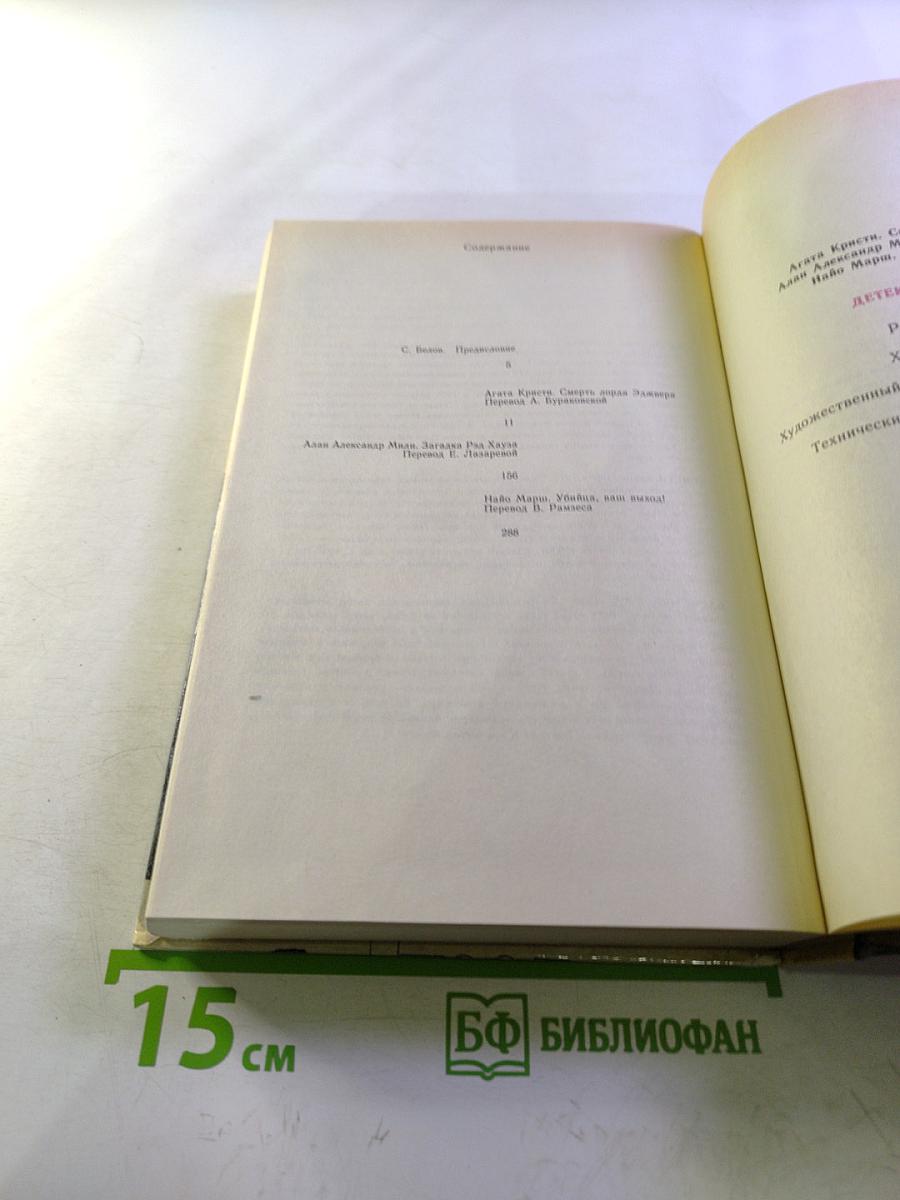 Содержание
С. Белов. Предисловие
5
Агата Кристи. Смерть лорда Эджвера
Перевод А. Бураковской
11
Алан Александр Милн. Загадка Рэд Хауза
Перевод Е. Лазаревой
156
Найо Марш. Убийца, ваш выход!
Перевод В. Рамзеса
288
Агата Кристи.
Алан Александр
Найо Марш.
ДЕТЕК
Р
Х
Художественный
Технически
15 см
БФ БИБЛИОФАН